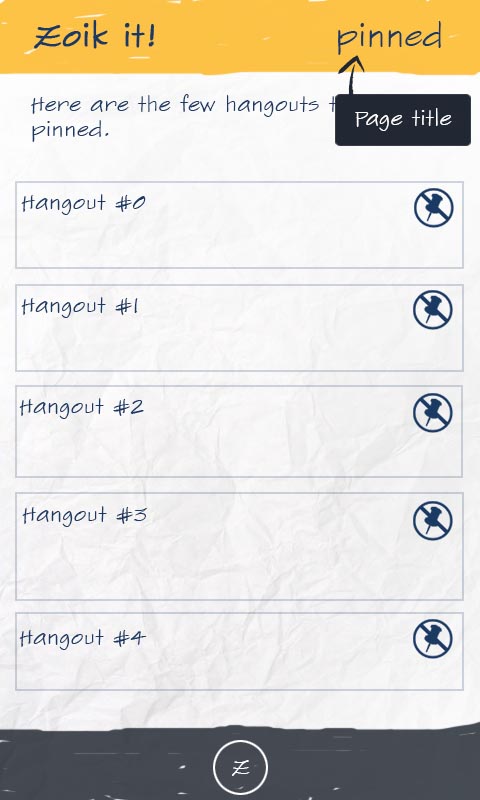 Zoik it!
pinned
Here are the few hangouts
pinned.
Page title
Hangout #0
Hangout #1
Hangout #2
Hangout #3
Hangout #4
Z